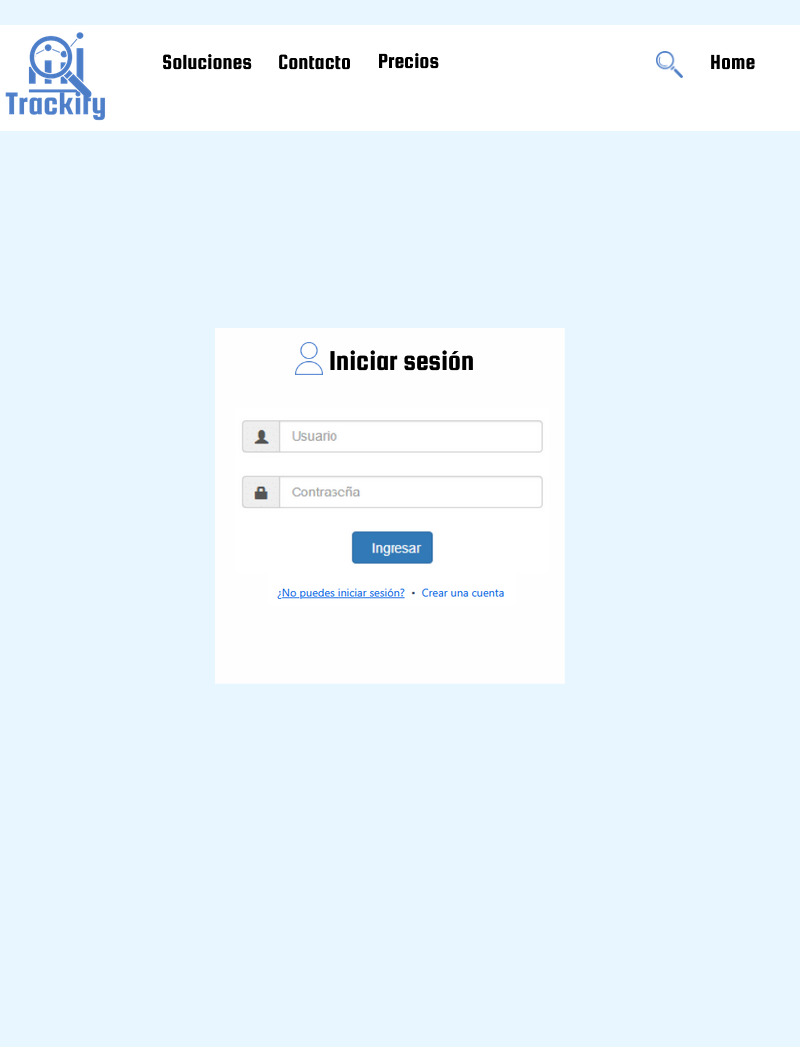 Trackify
Soluciones Contacto Precios Home
Iniciar sesión
Usuario
Contraseña
Ingresar
¿No puedes iniciar sesión? • Crear una cuenta